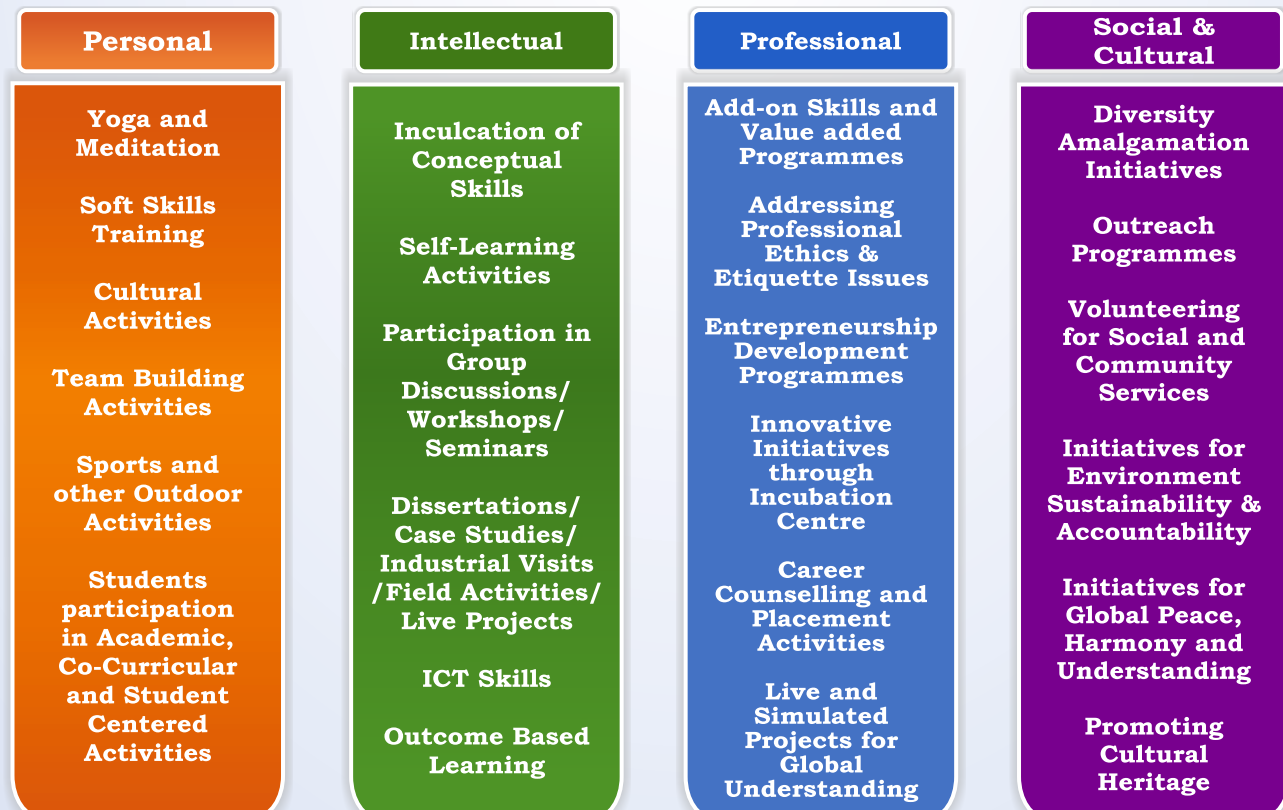 Personal
Yoga and
Meditation
Soft Skills
Training
Cultural
Activities
Team Building
Activities
Sports and
other Outdoor
Activities
Students
participation
in Academic,
Co-Curricular
and Student
Centered
Activities
Intellectual
Inculcation of
Conceptual
Skills
Self-Learning
Activities
Participation in
Group
Discussions/
Workshops/
Seminars
Dissertations/
Case Studies/
Industrial Visits
/Field Activities/
Live Projects
ICT Skills
Outcome Based
Learning
Professional
Add-on Skills and
Value added
Programmes
Addressing
Professional
Ethics &
Etiquette Issues
Entrepreneurship
Development
Programmes
Innovative
Initiatives
through
Incubation
Centre
Career
Counselling and
Placement
Activities
Live and
Simulated
Projects for
Global
Understanding
Social &
Cultural
Diversity
Amalgamation
Initiatives
Outreach
Programmes
Volunteering
for Social and
Community
Services
Initiatives for
Environment
Sustainability &
Accountability
Initiatives for
Global Peace,
Harmony and
Understanding
Promoting
Cultural
Heritage